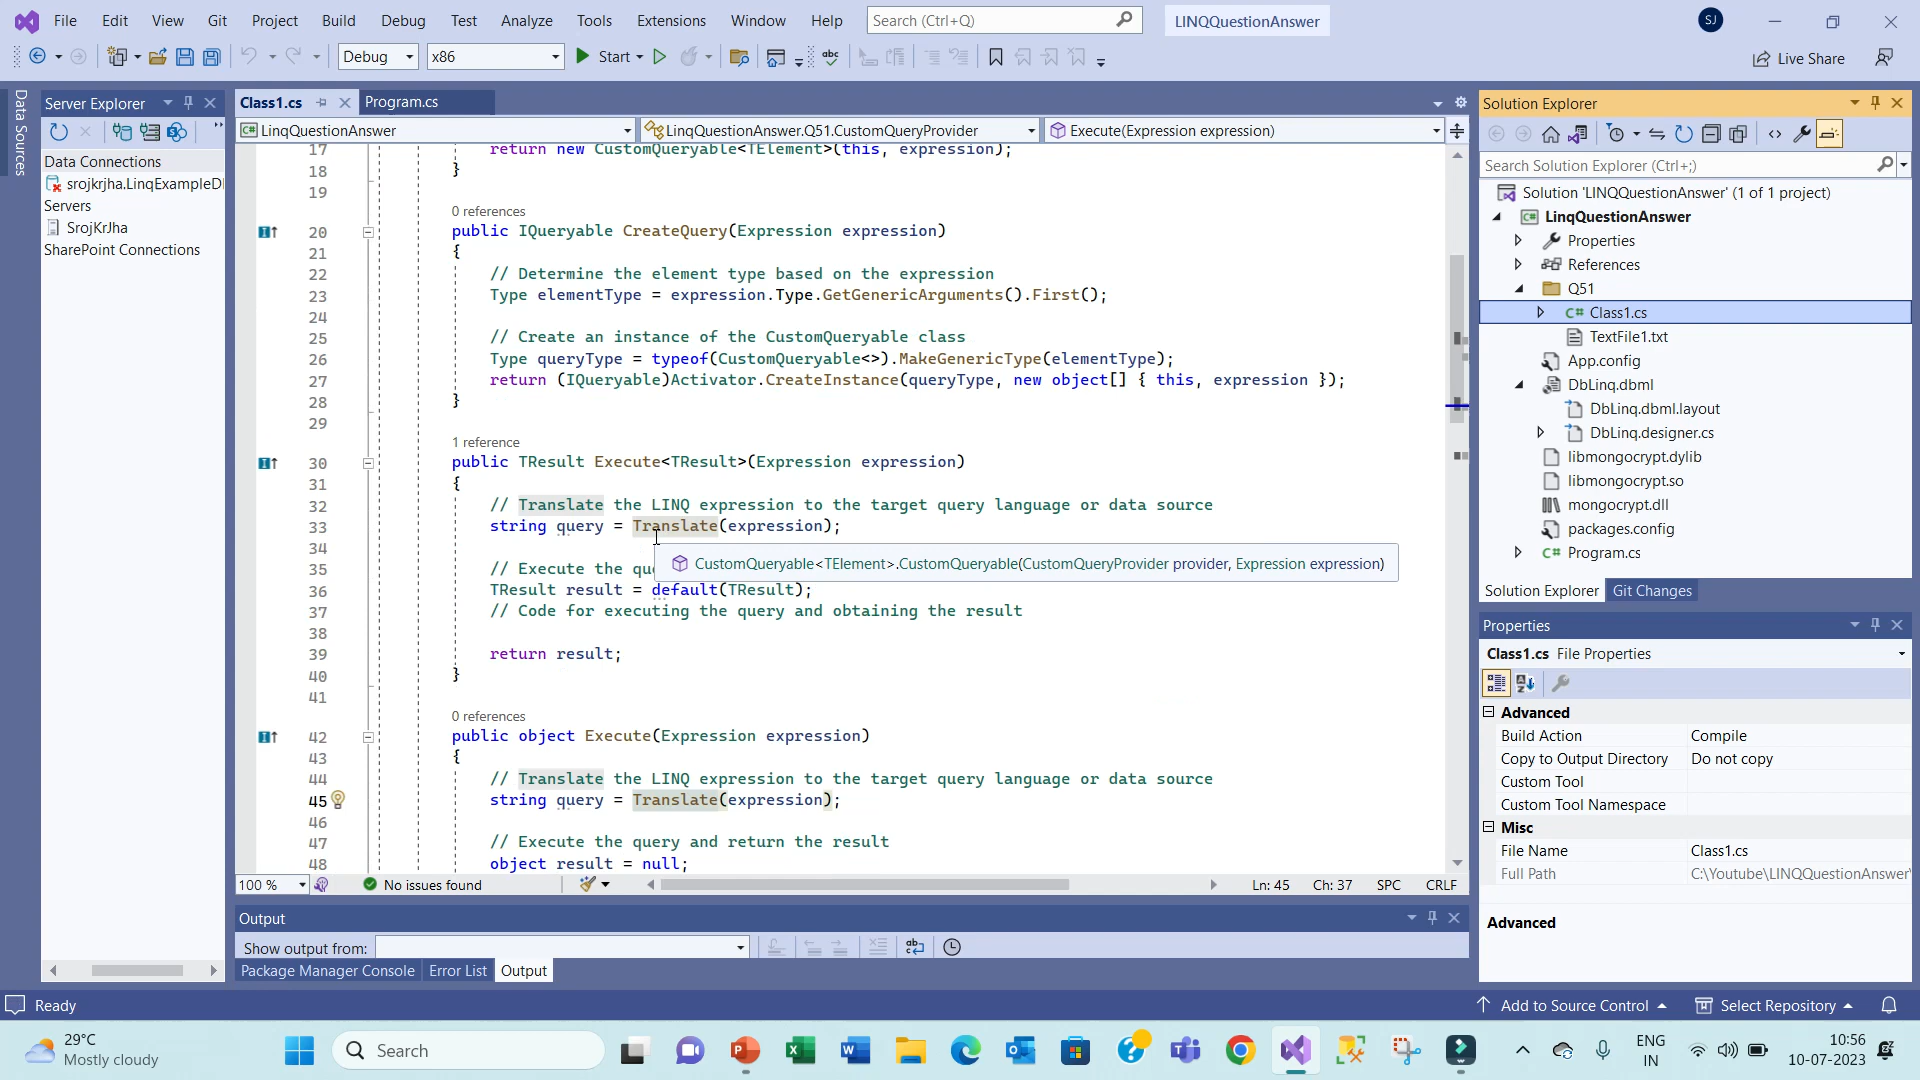 File Edit View Git Project Build Debug Test Analyze Tools Extensions Window Help Search (Ctrl+Q) LINQQuestionAnswer SJ
Debug x86 Start Live Share
Data Sources
Server Explorer
Data Connections
srojkrjha.LinqExampleD
Servers
SrojKrJha
SharePoint Connections
Class1.cs Program.cs
LinqQuestionAnswer LinqQuestionAnswer.Q51.CustomQueryProvider Execute(Expression expression)
17 return new CustomQueryable<TElement>(this, expression);
18 }
19
0 references
20 public IQueryable CreateQuery(Expression expression)
21 {
22 // Determine the element type based on the expression
23 Type elementType = expression.Type.GetGenericArguments().First();
24
25 // Create an instance of the CustomQueryable class
26 Type queryType = typeof(CustomQueryable<>).MakeGenericType(elementType);
27 return (IQueryable)Activator.CreateInstance(queryType, new object[] { this, expression });
28 }
29
1 reference
30 public TResult Execute<TResult>(Expression expression)
31 {
32 // Translate the LINQ expression to the target query language or data source
33 string query = Translate(expression);
34
CustomQueryable<TElement>.CustomQueryable(CustomQueryProvider provider, Expression expression)
35 // Execute the qu
36 TResult result = default(TResult);
37 // Code for executing the query and obtaining the result
38
39 return result;
40 }
41
0 references
42 public object Execute(Expression expression)
43 {
44 // Translate the LINQ expression to the target query language or data source
45 string query = Translate(expression);
46
47 // Execute the query and return the result
48 object result = null;
100 % No issues found Ln: 45 Ch: 37 SPC CRLF
Output
Show output from:
Package Manager Console Error List Output
Solution Explorer
Search Solution Explorer (Ctrl+;)
Solution 'LINQQuestionAnswer' (1 of 1 project)
LinqQuestionAnswer
Properties
References
Q51
Class1.cs
TextFile1.txt
App.config
DbLinq.dbml
DbLinq.dbml.layout
DbLinq.designer.cs
libmongocrypt.dylib
libmongocrypt.so
mongocrypt.dll
packages.config
Program.cs
Solution Explorer Git Changes
Properties
Class1.cs File Properties
Advanced
Build Action Compile
Copy to Output Directory Do not copy
Custom Tool
Custom Tool Namespace
Misc
File Name Class1.cs
Full Path C:\Youtube\LINQQuestionAnswer\
Advanced
Ready Add to Source Control Select Repository
29°C
Mostly cloudy
Search
ENG
IN
10:56
10-07-2023